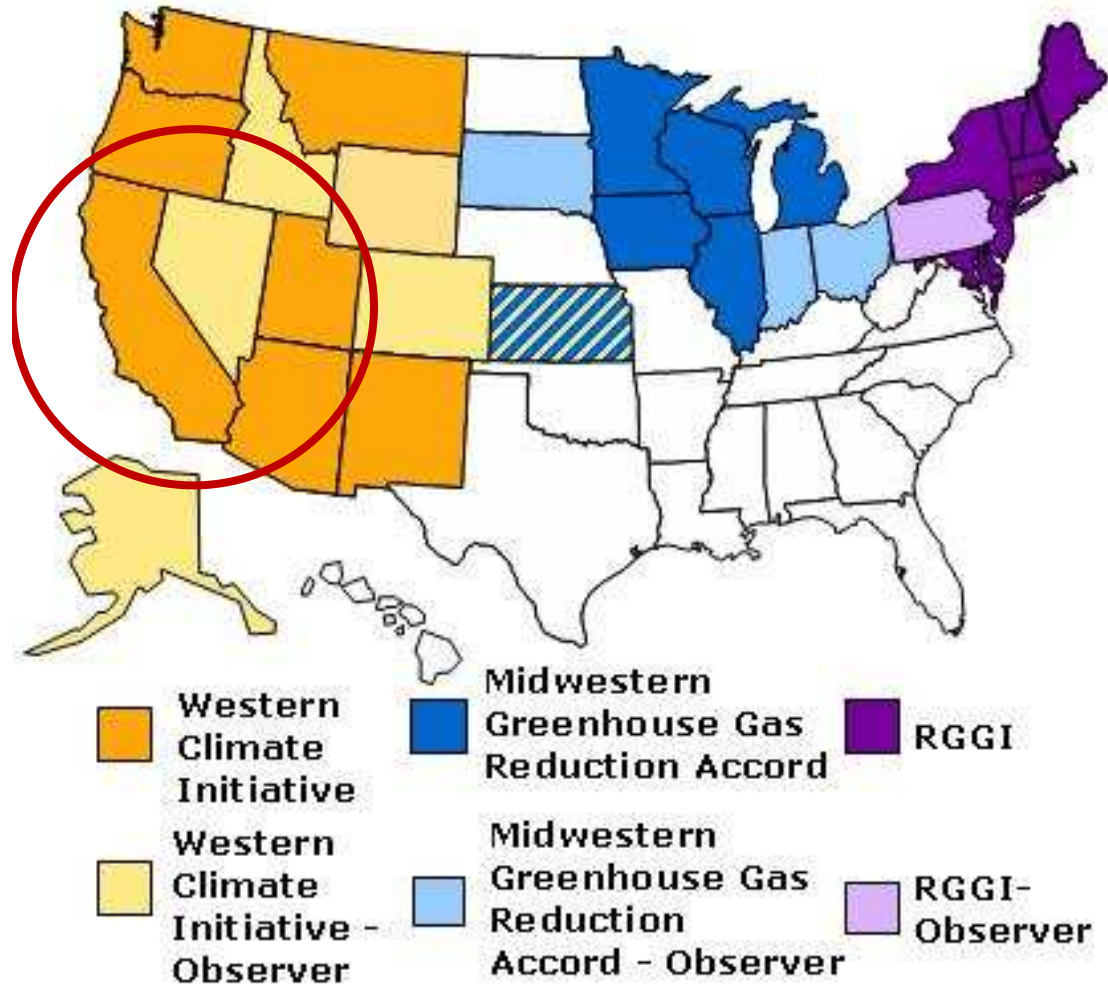 Western
Climate
Initiative
Midwestern
Greenhouse Gas
Reduction Accord
RGGI
Western
Climate
Initiative -
Observer
Midwestern
Greenhouse Gas
Reduction
Accord - Observer
RGGI-
Observer